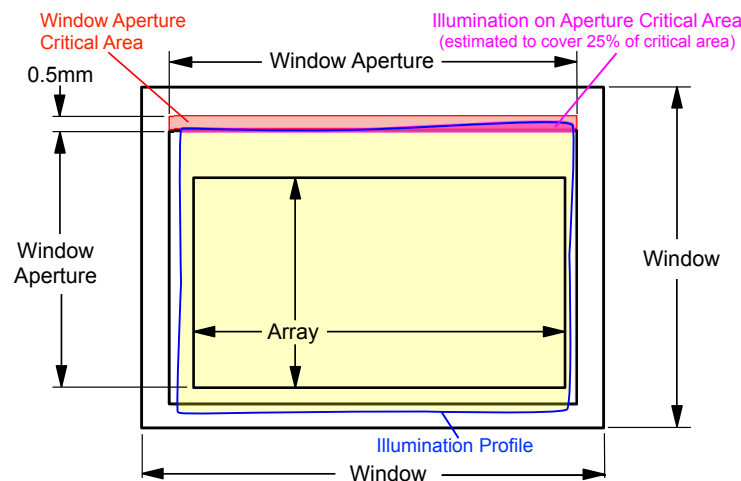 Window Aperture
Critical Area
Illumination on Aperture Critical Area
(estimated to cover 25% of critical area)
Window Aperture
0.5mm
Window
Aperture
Window
Array
Illumination Profile
Window